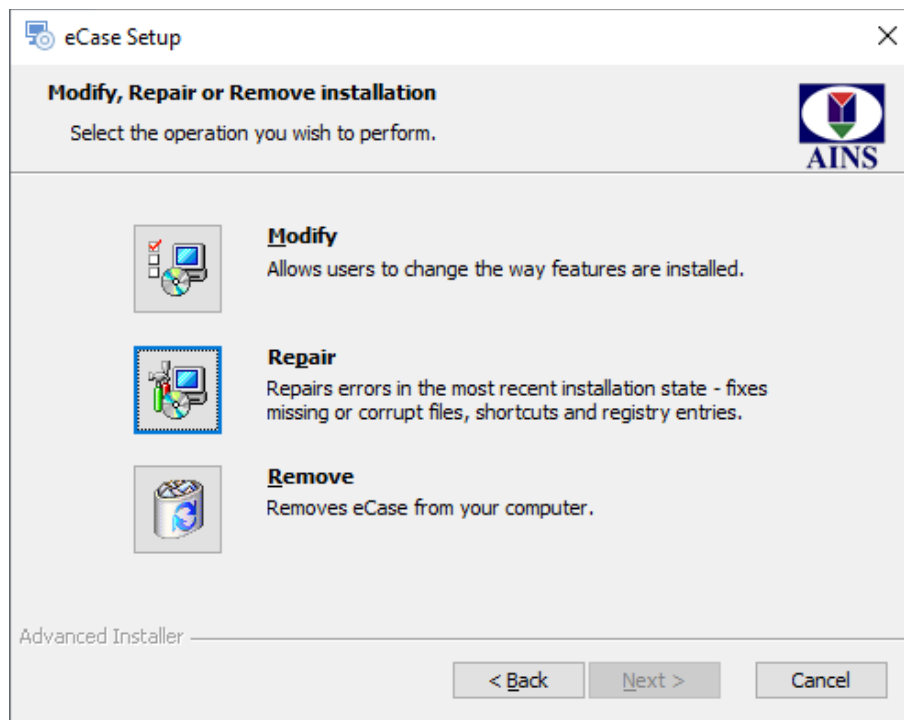 eCase Setup
Modify, Repair or Remove installation
Select the operation you wish to perform.
AINS
Modify
Allows users to change the way features are installed.
Repair
Repairs errors in the most recent installation state - fixes
missing or corrupt files, shortcuts and registry entries.
Remove
Removes eCase from your computer.
Advanced Installer
< Back
Next >
Cancel